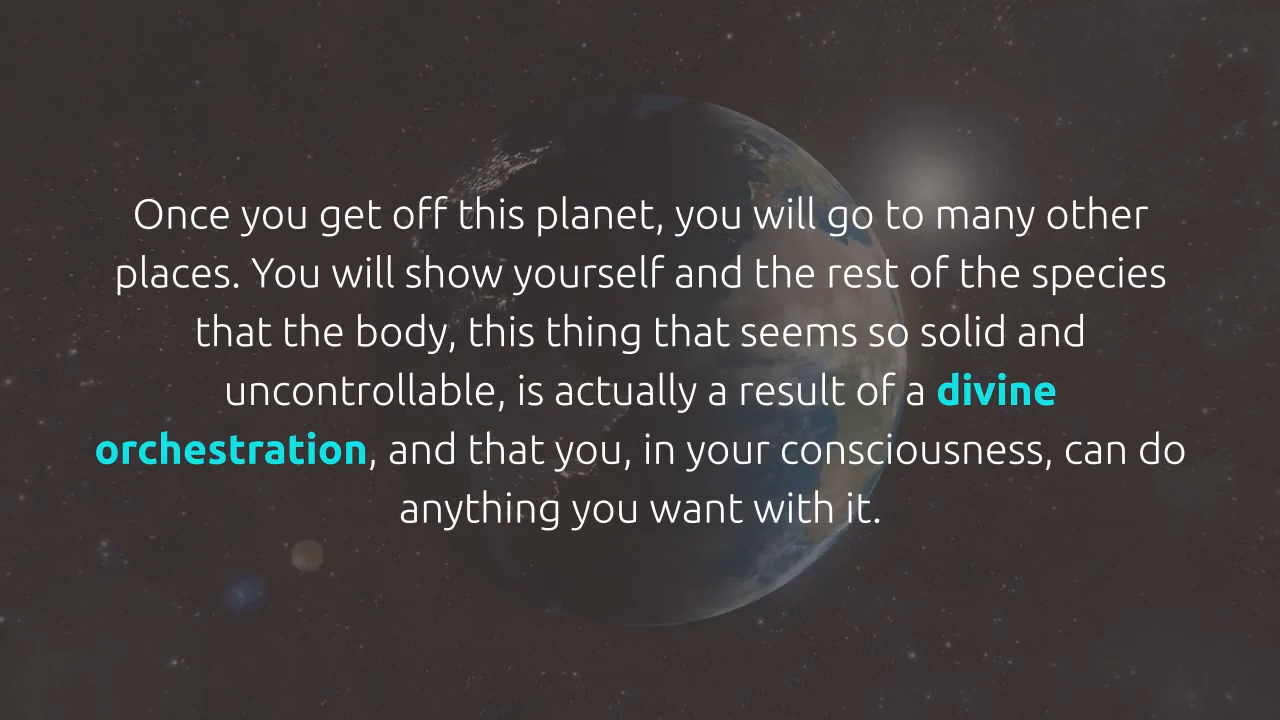 Once you get off this planet, you will go to many other
places. You will show yourself and the rest of the species
that the body, this thing that seems so solid and
uncontrollable, is actually a result of a divine
orchestration, and that you, in your consciousness, can do
anything you want with it.